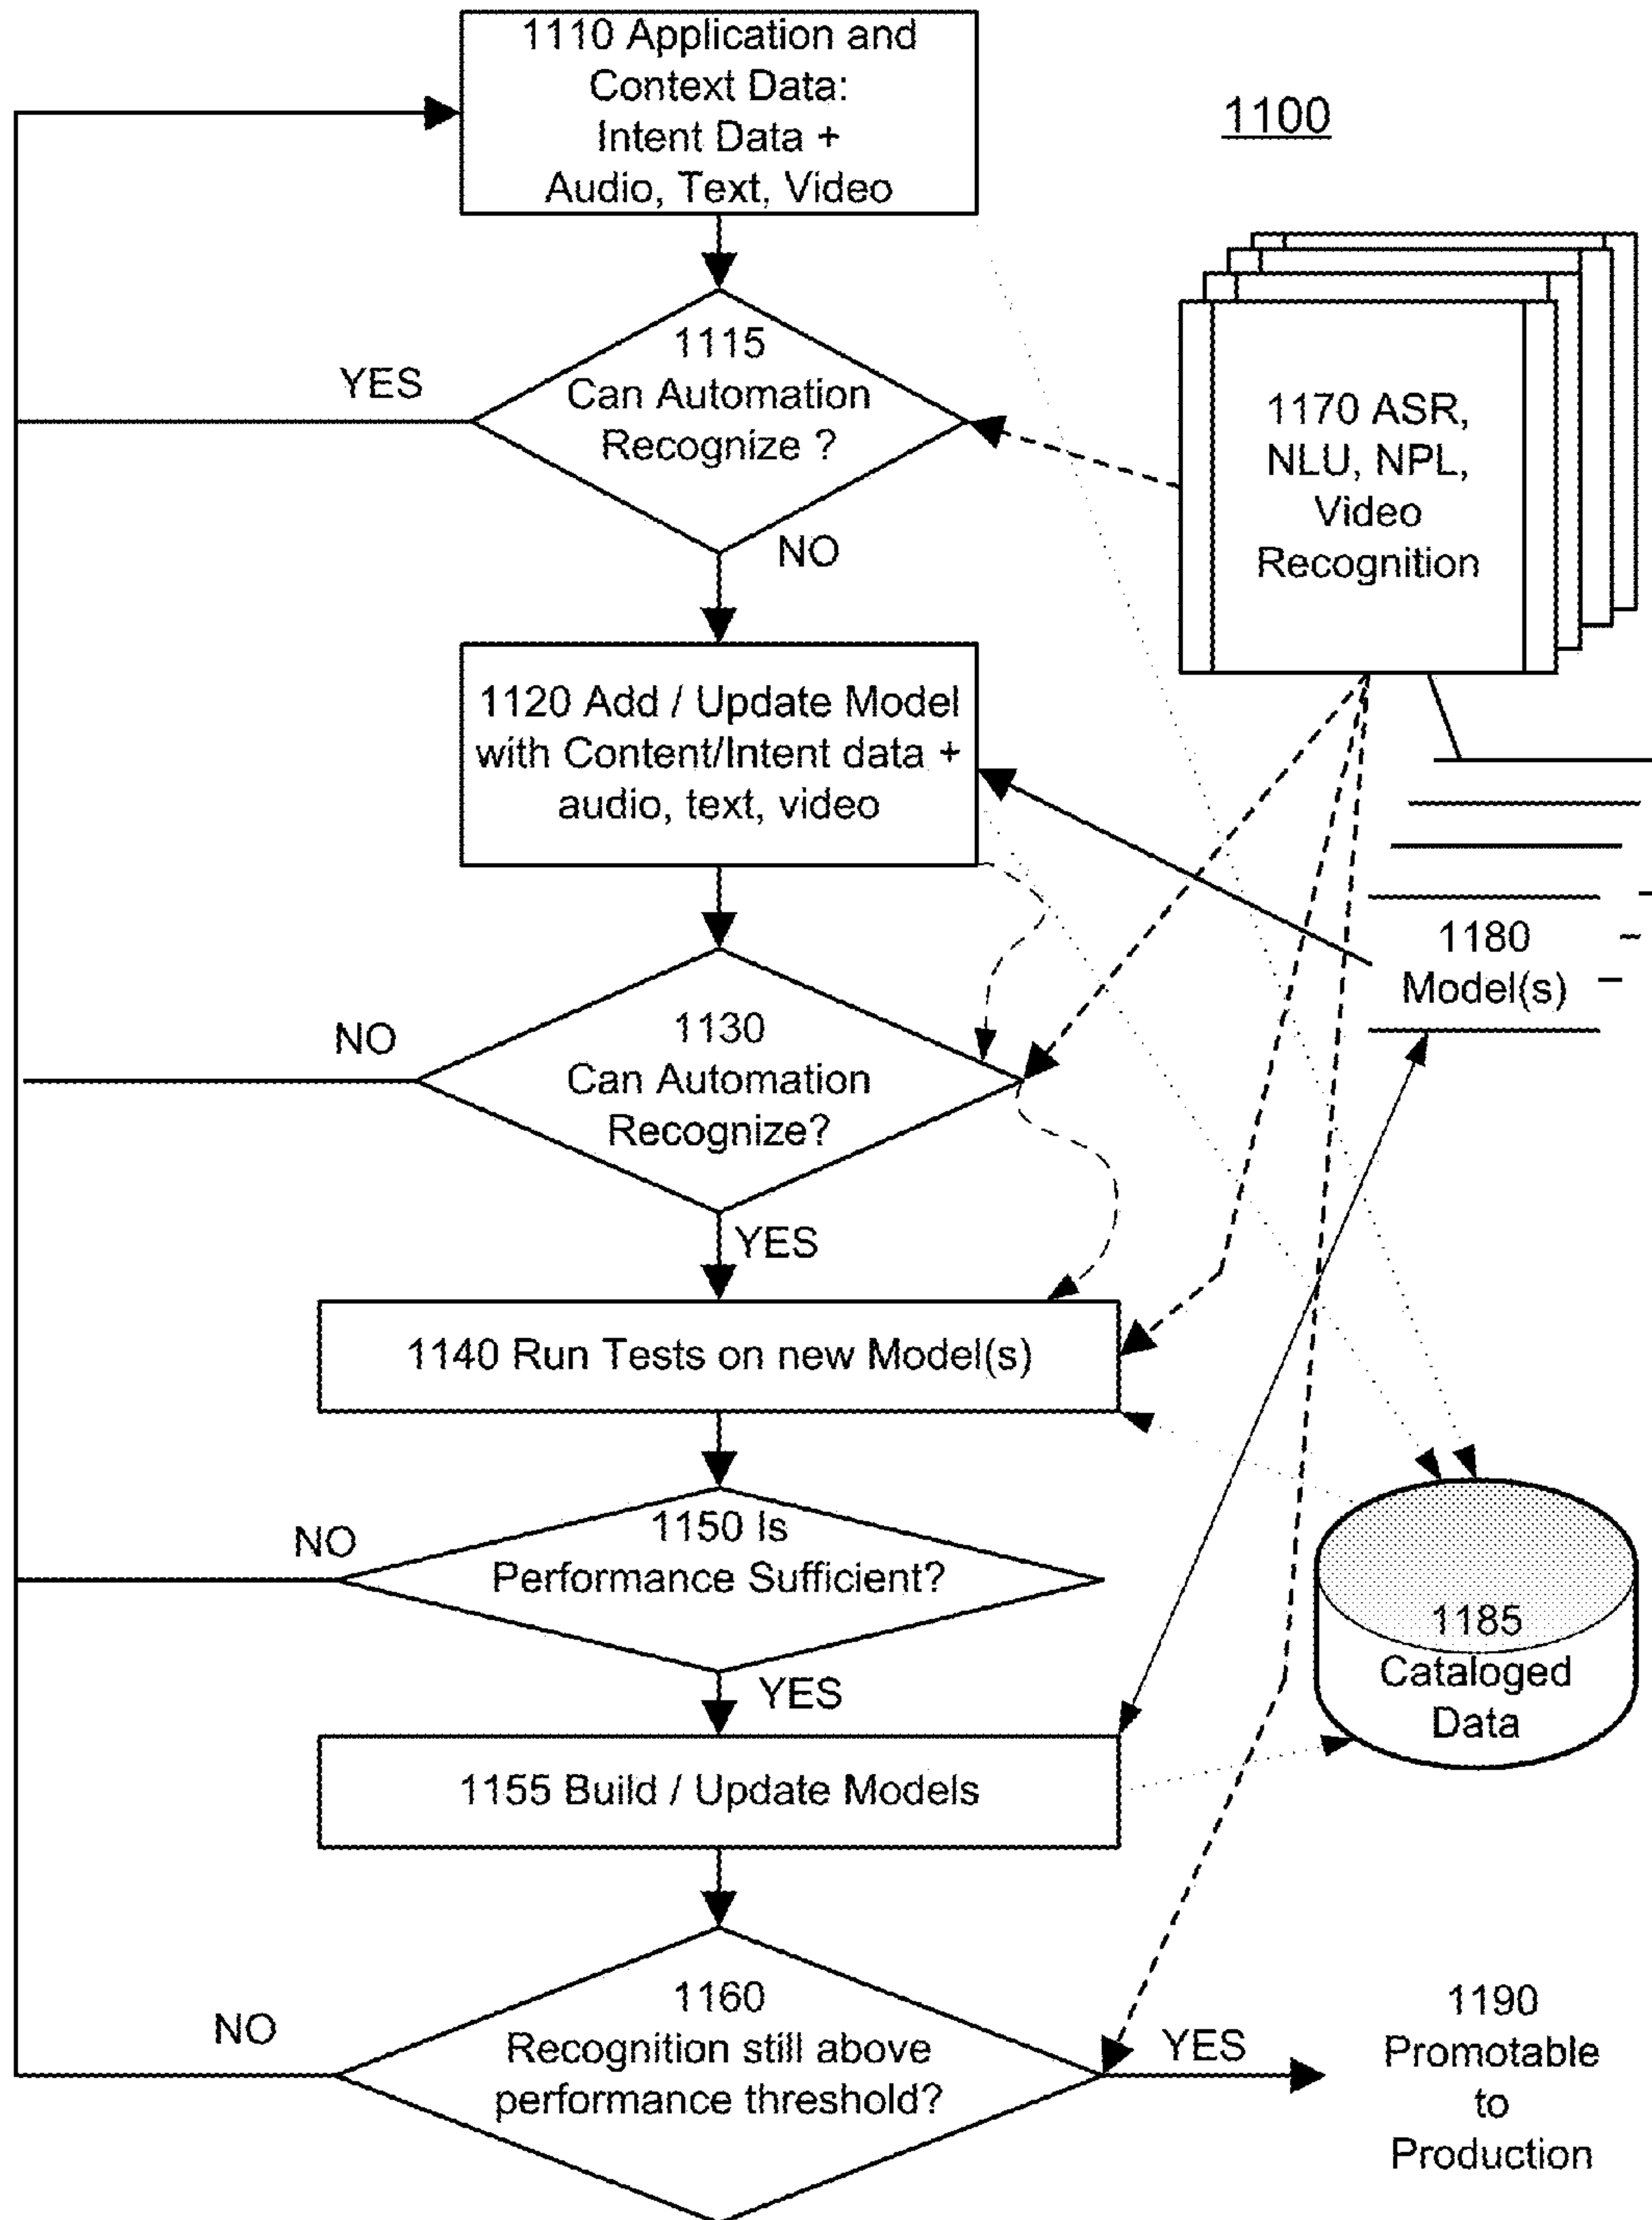 1110 Application and
Context Data:
Intent Data +
Audio, Text, Video
1100
1115
Can Automation
Recognize ?
YES
NO
1170 ASR,
NLU, NPL,
Video
Recognition
1120 Add / Update Model
with Content/Intent data +
audio, text, video
1180
Model(s)
1130
Can Automation
Recognize?
NO
YES
1140 Run Tests on new Model(s)
1150 Is
Performance Sufficient?
NO
YES
1185
Cataloged
Data
1155 Build / Update Models
1160
Recognition still above
performance threshold?
NO
YES
1190
Promotable
to
Production